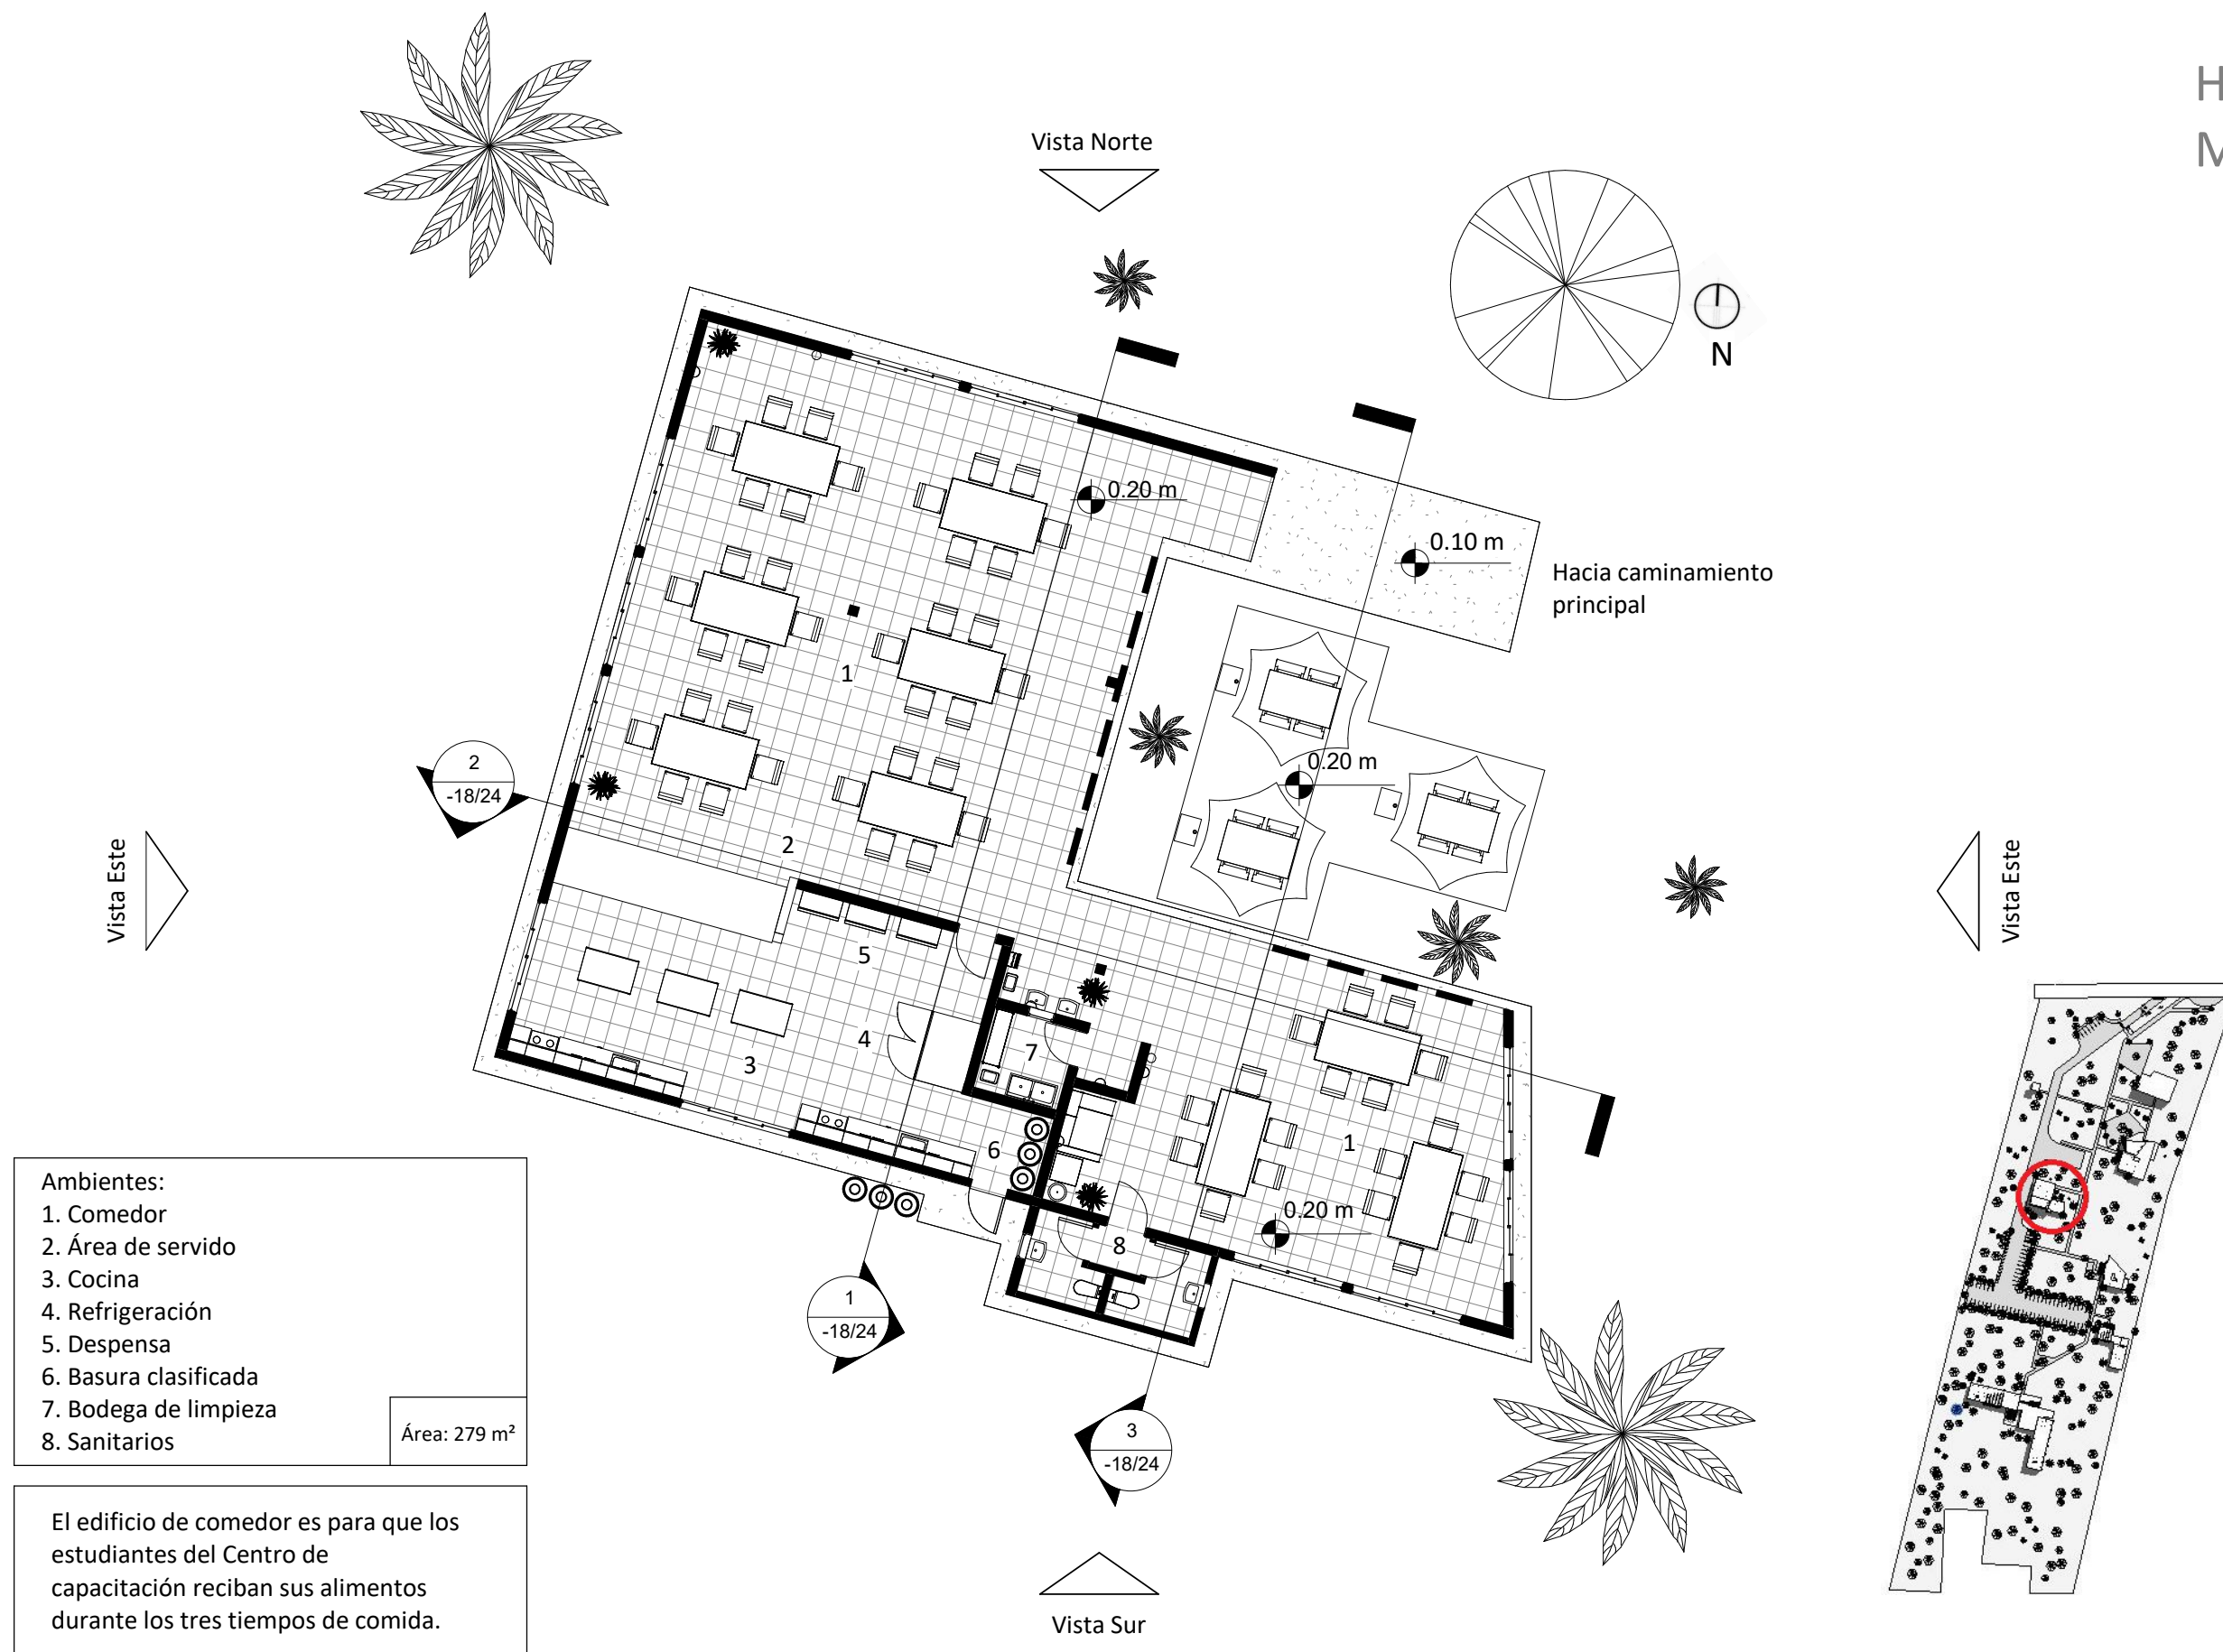 H
M
Vista Norte
N
0.20 m
0.10 m
Hacia caminamiento
principal
1
2
-18/24
0.20 m
2
Vista Este
Vista Este
5
4
7
3
1
6
0.20 m
8
1
-18/24
3
-18/24
Ambientes:
1. Comedor
2. Área de servido
3. Cocina
4. Refrigeración
5. Despensa
6. Basura clasificada
7. Bodega de limpieza
8. Sanitarios
Área: 279 m²
El edificio de comedor es para que los
estudiantes del Centro de
capacitación reciban sus alimentos
durante los tres tiempos de comida.
Vista Sur